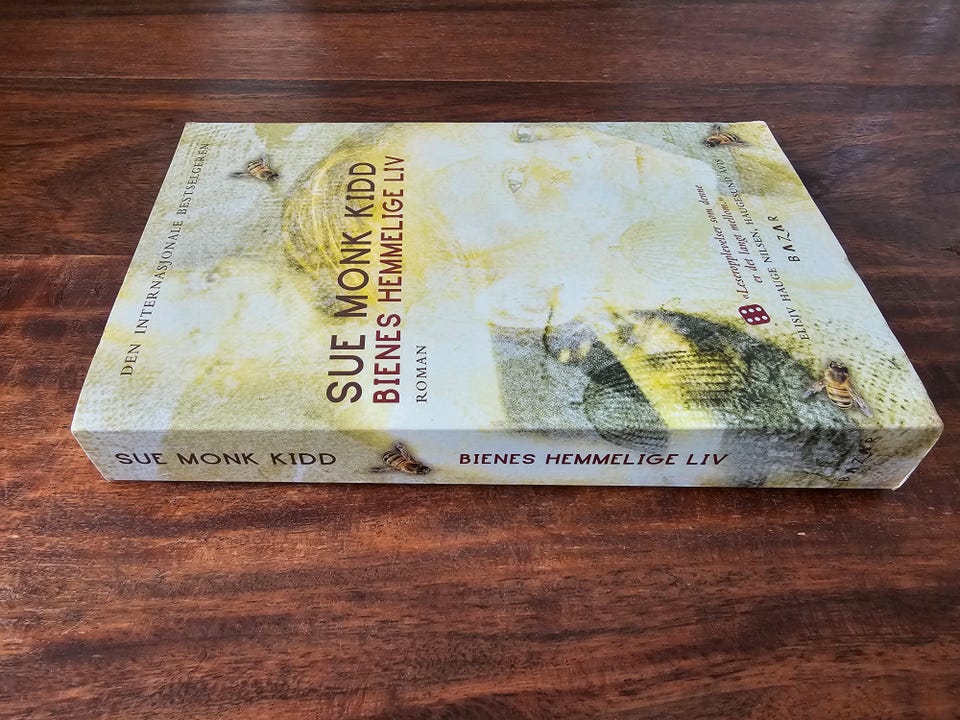 DEN INTERNASJONALE BESTSELGEREN
SUE MONK KIDD
BIENES HEMMELIGE LIV
ROMAN
«Leseropplevelser som denne
er det langt mellom.»
ELISIV HAUGE NILSEN, HAUGESUND AVIS
BAZAR
SUE MONK KIDD
BIENES HEMMELIGE LIV
BAZAR